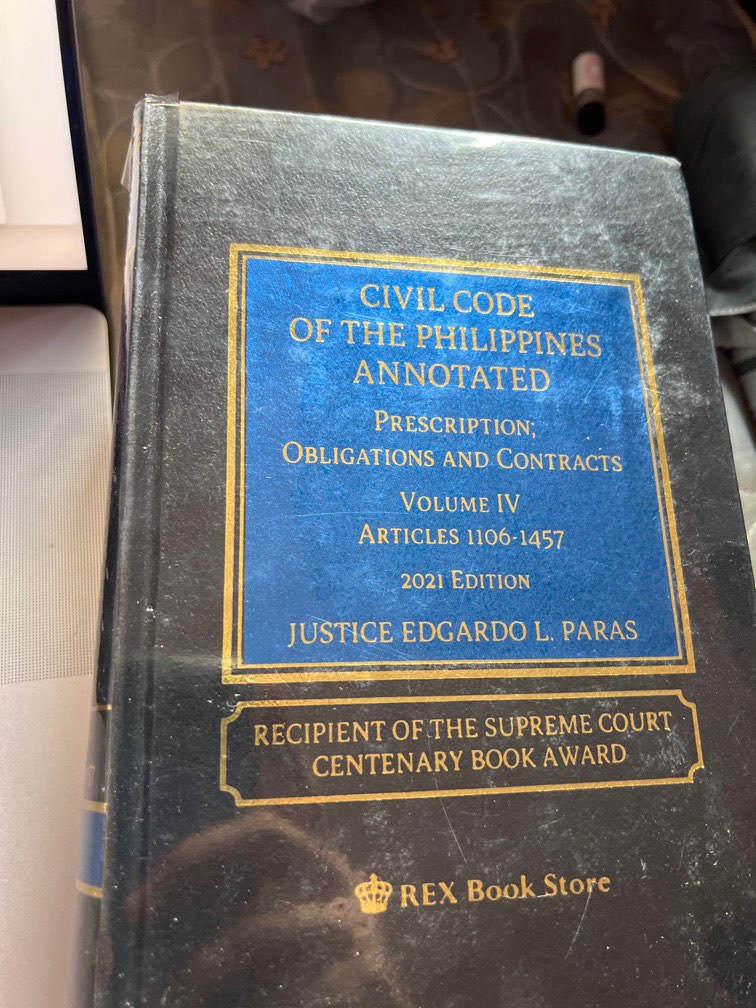 CIVIL CODE
OF THE PHILIPPINES
ANNOTATED
PRESCRIPTION;
OBLIGATIONS AND CONTRACTS
VOLUME IV
ARTICLES 1106-1457
2021 EDITION
JUSTICE EDGARDO L. PARAS
RECIPIENT OF THE SUPREME COURT
CENTENARY BOOK AWARD
REX Book Store